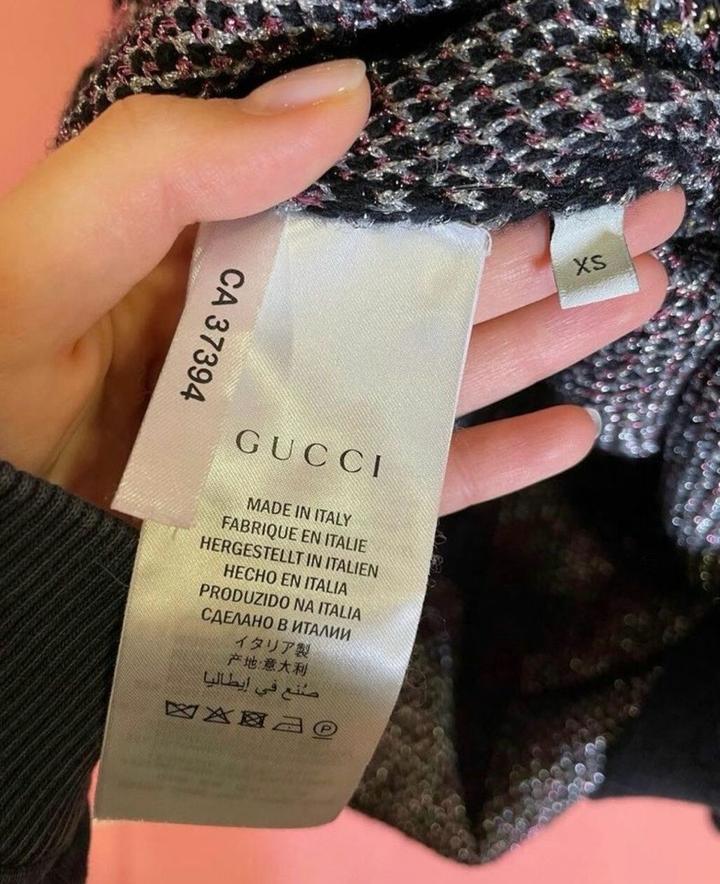 CA 37394
XS
GUCCI
MADE IN ITALY
FABRIQUE EN ITALIE
HERGESTELLT IN ITALIEN
HECHO EN ITALIA
PRODUZIDO NA ITALIA
СДЕЛАНО В ИТАЛИИ
イタリア製
产地:意大利
صُنع في إيطاليا
P